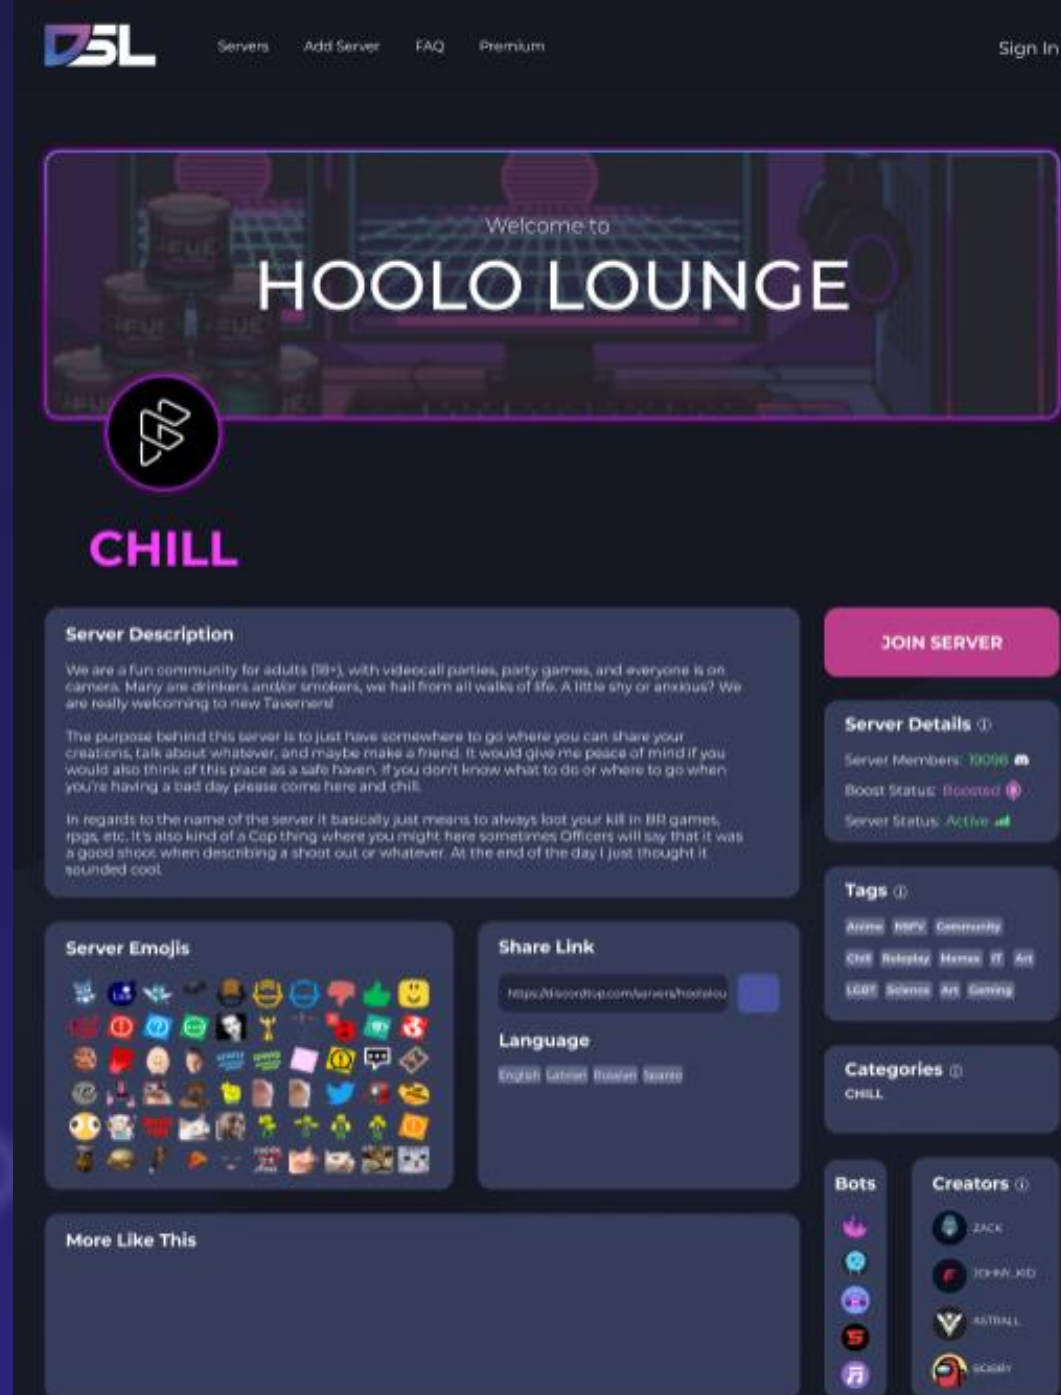 DSL
Servers Add Server FAQ Premium
Sign In
Welcome to
HOOLO LOUNGE
CHILL
Server Description
We are a fun community for adults (18+), with videocall parties, party games, and everyone is on
camera. Many are drinkers and/or smokers, we hail from all walks of life. A little shy or anxious? We
are really welcoming to new Taverners!
The purpose behind this server is to just have somewhere to go where you can share your
creations, talk about whatever, and maybe make a friend. It would give me peace of mind if you
would also think of this place as a safe haven. If you don't know what to do or where to go when
you're having a bad day please come here and chill.
In regards to the name of the server it basically just means to always loot your kill in BR games,
rpgs, etc. It's also kind of a Cop thing where you might here sometimes Officers will say that it was
a good shoot when describing a shoot out or whatever. At the end of the day I just thought it
sounded cool.
JOIN SERVER
Server Details
Server Members: 19098
Boost Status: Boosted
Server Status: Active
Tags
Anime NSFV Community
Chill Roleplay Memes IT Art
LGBT Science Art Gaming
Server Emojis
Share Link
https://discordtop.com/servers/hoololou
Language
English Latvian Russian
Categories
CHILL
Bots
Creators
ZACK
JOHNY_KID
ASTRALL
BOBBY
More Like This